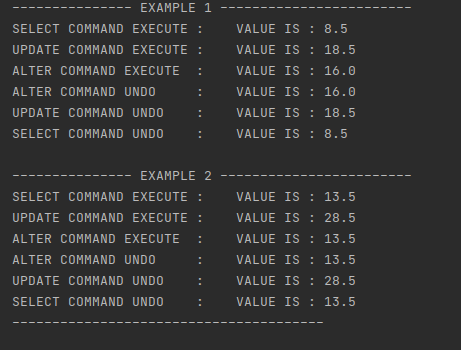 --------------- EXAMPLE 1 ------------------------
SELECT COMMAND EXECUTE :    VALUE IS : 8.5
UPDATE COMMAND EXECUTE :    VALUE IS : 18.5
ALTER COMMAND EXECUTE  :    VALUE IS : 16.0
ALTER COMMAND UNDO     :    VALUE IS : 16.0
UPDATE COMMAND UNDO    :    VALUE IS : 18.5
SELECT COMMAND UNDO    :    VALUE IS : 8.5
--------------- EXAMPLE 2 ------------------------
SELECT COMMAND EXECUTE :    VALUE IS : 13.5
UPDATE COMMAND EXECUTE :    VALUE IS : 28.5
ALTER COMMAND EXECUTE  :    VALUE IS : 13.5
ALTER COMMAND UNDO     :    VALUE IS : 13.5
UPDATE COMMAND UNDO    :    VALUE IS : 28.5
SELECT COMMAND UNDO    :    VALUE IS : 13.5
---------------------------------------